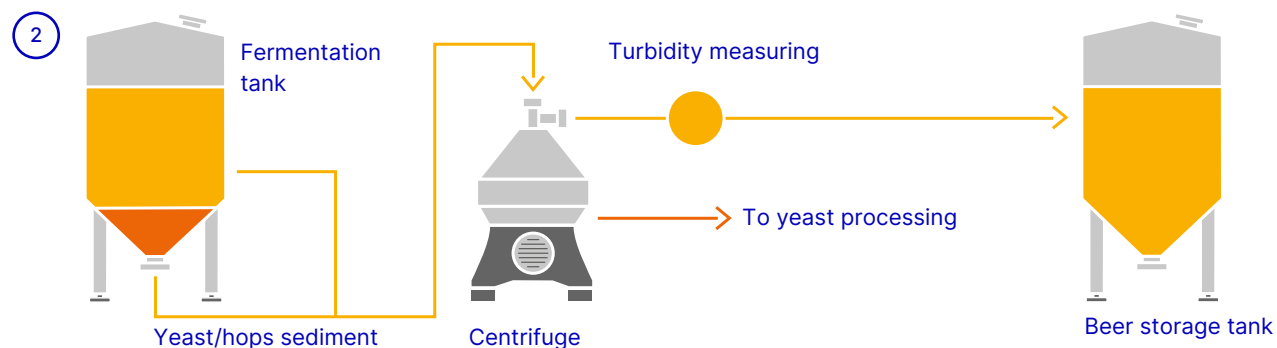 2
Fermentation
tank
Turbidity measuring
To yeast processing
Yeast/hops sediment
Centrifuge
Beer storage tank